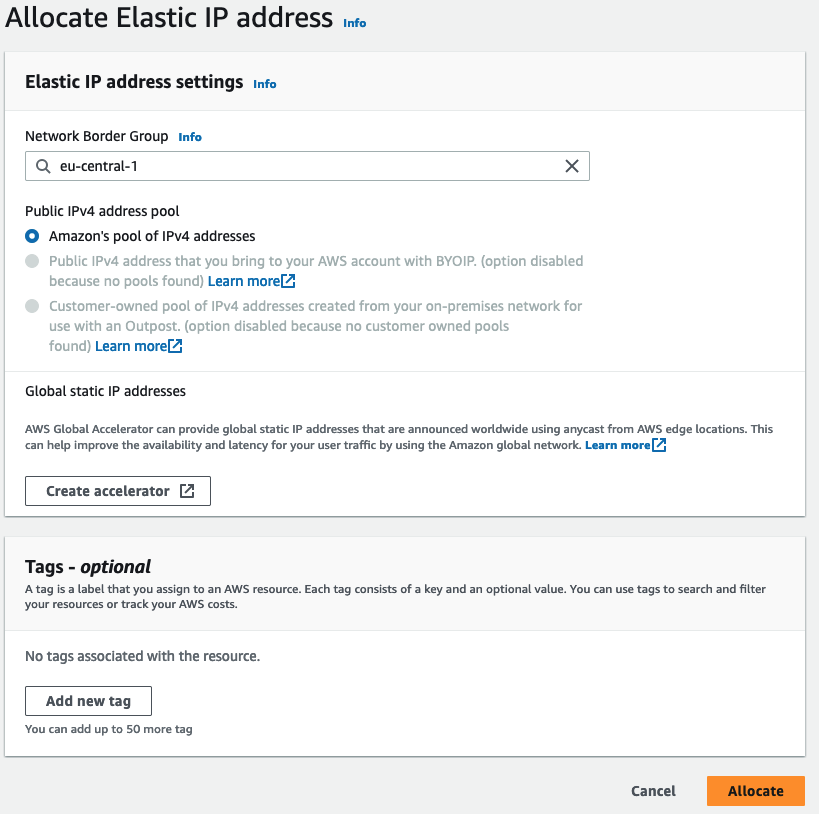 Allocate Elastic IP address Info
Elastic IP address settings Info
Network Border Group Info
eu-central-1
Public IPv4 address pool
Amazon's pool of IPv4 addresses
Public IPv4 address that you bring to your AWS account with BYOIP. (option disabled
because no pools found) Learn more
Customer-owned pool of IPv4 addresses created from your on-premises network for
use with an Outpost. (option disabled because no customer owned pools
found) Learn more
Global static IP addresses
AWS Global Accelerator can provide global static IP addresses that are announced worldwide using anycast from AWS edge locations. This
can help improve the availability and latency for your user traffic by using the Amazon global network. Learn more
Create accelerator
Tags - optional
A tag is a label that you assign to an AWS resource. Each tag consists of a key and an optional value. You can use tags to search and filter
your resources or track your AWS costs.
No tags associated with the resource.
Add new tag
You can add up to 50 more tag
Cancel Allocate